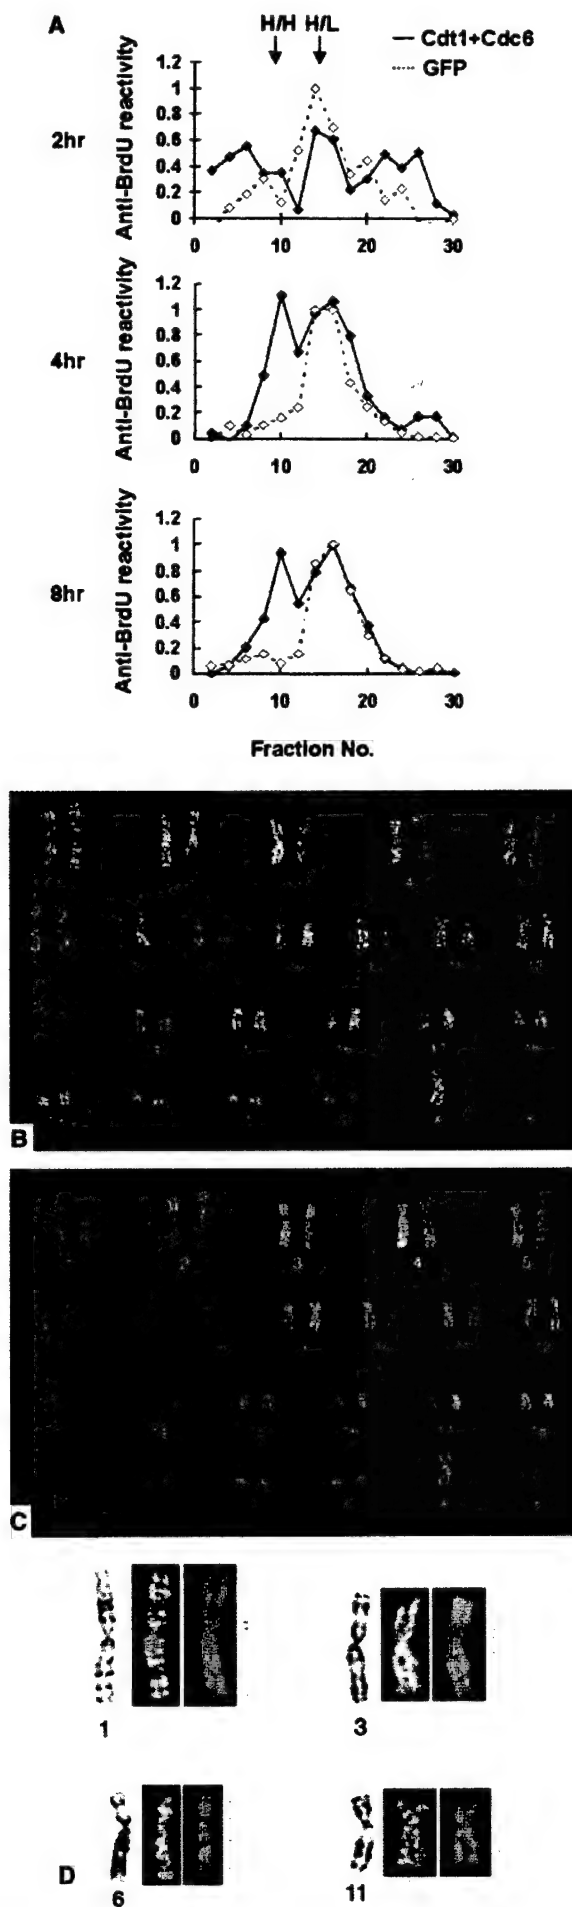 A
H/H H/L
Cdt1+Cdc6
GFP
2hr
Anti-BrdU reactivity
1.2
1
0.8
0.6
0.4
0.2
0
0 10 20 30
4hr
Anti-BrdU reactivity
1.2
1
0.8
0.6
0.4
0.2
0
0 10 20 30
8hr
Anti-BrdU reactivity
1.2
1
0.8
0.6
0.4
0.2
0
0 10 20 30
Fraction No.
B
2 3 4 5
C
1 3
D
6 11